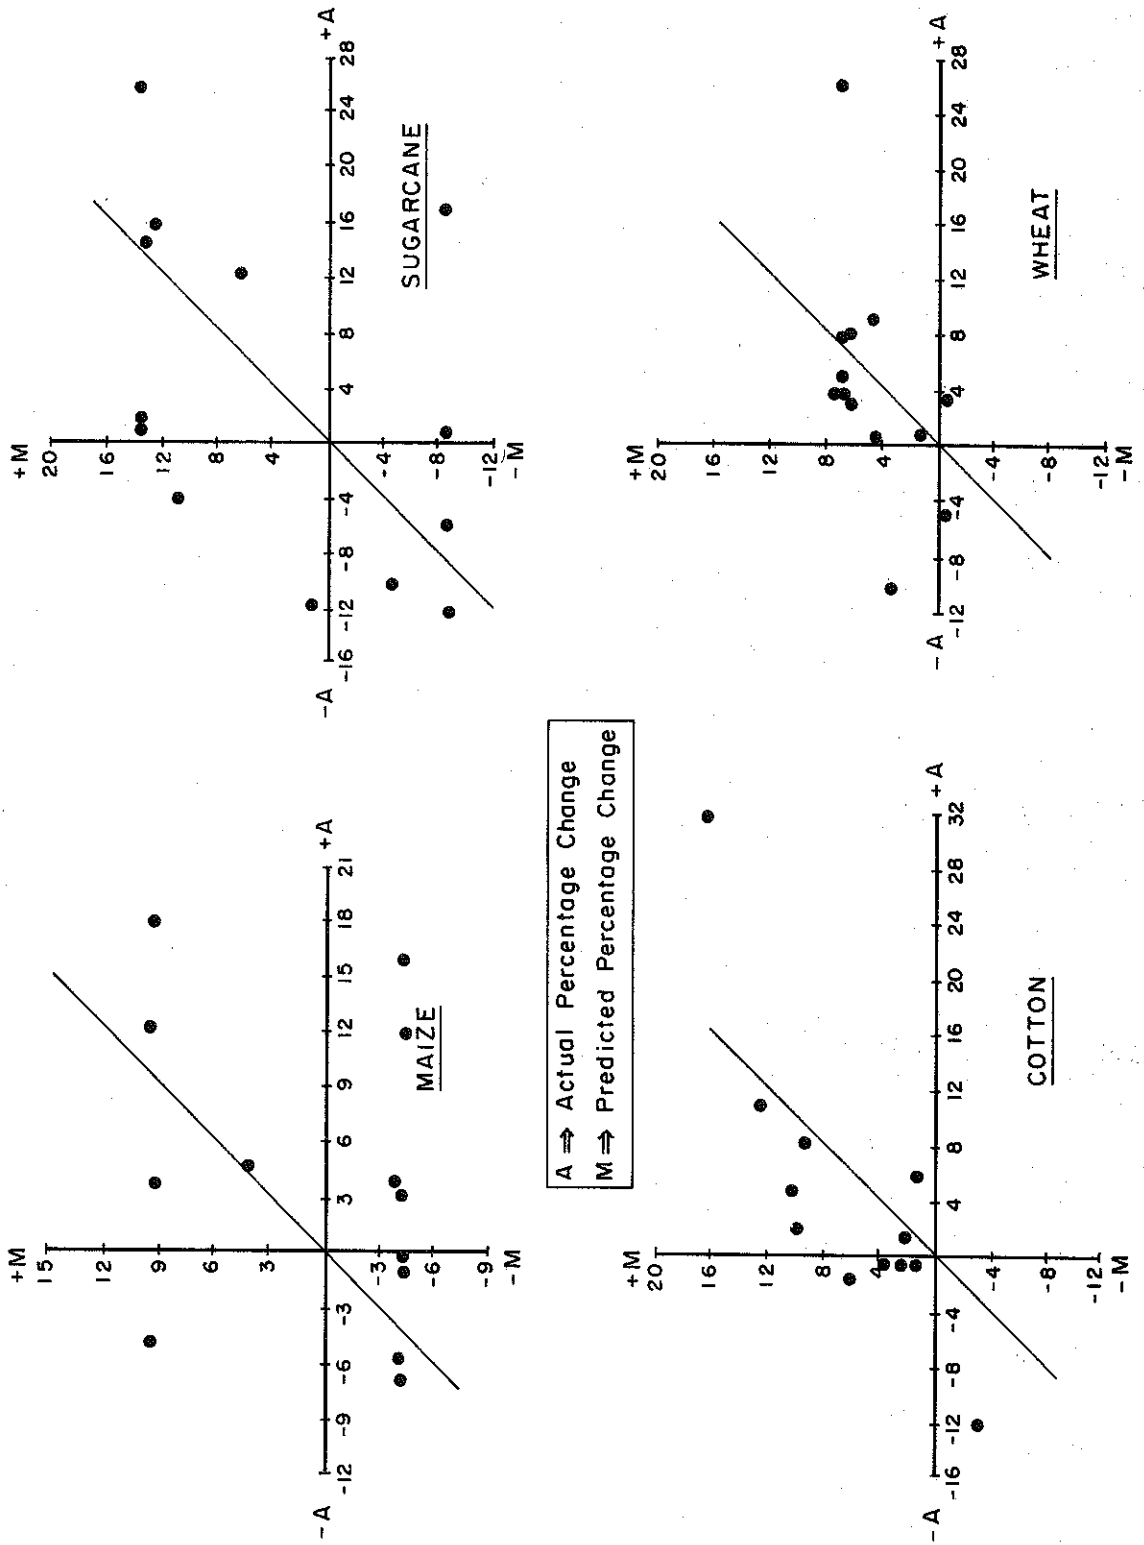 +M
15
12
9
6
3
-A
+A
-12 -9 -6 -3 3 6 9 12 15 18 21
-3
-6
-9
-M
MAIZE
+M
20
16
12
8
4
-A
+A
-16 -12 -8 -4 4 8 12 16 20 24 28
-4
-8
-12
-M
SUGARCANE
A ⇒ Actual Percentage Change
M ⇒ Predicted Percentage Change
+M
20
16
12
8
4
-A
+A
-16 -12 -8 -4 4 8 12 16 20 24 28 32
-4
-8
-12
-M
COTTON
+M
20
16
12
8
4
-A
+A
-12 -8 -4 4 8 12 16 20 24 28
-4
-8
-12
-M
WHEAT